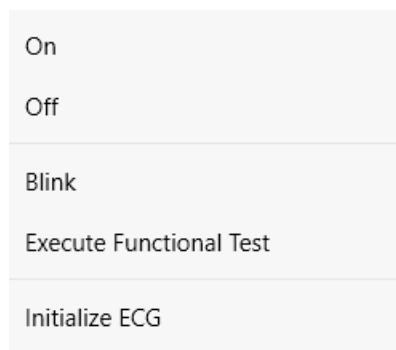 On
Off
Blink
Execute Functional Test
Initialize ECG